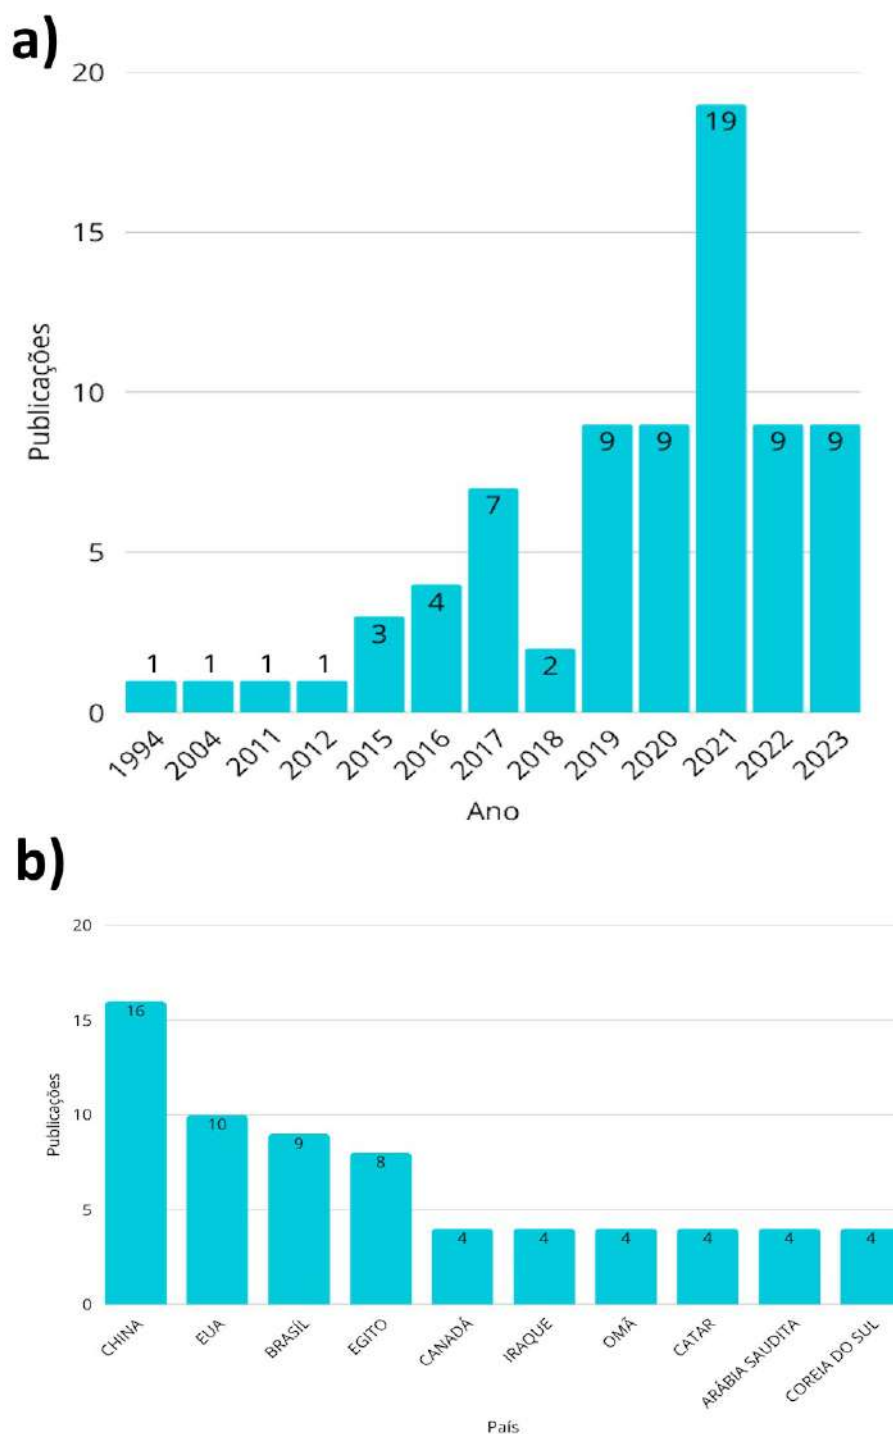 a)
20
15
10
5
0
Publicações
1
1
1
1
3
4
7
2
9
9
19
9
9
1994
2004
2011
2012
2015
2016
2017
2018
2019
2020
2021
2022
2023
Ano
b)
20
15
10
5
0
Publicações
16
10
9
8
4
4
4
4
4
4
CHINA
EUA
BRASIL
EGITO
CANADÁ
IRAQUE
OMÃ
CATAR
ARÁBIA SAUDITA
COREIA DO SUL
País